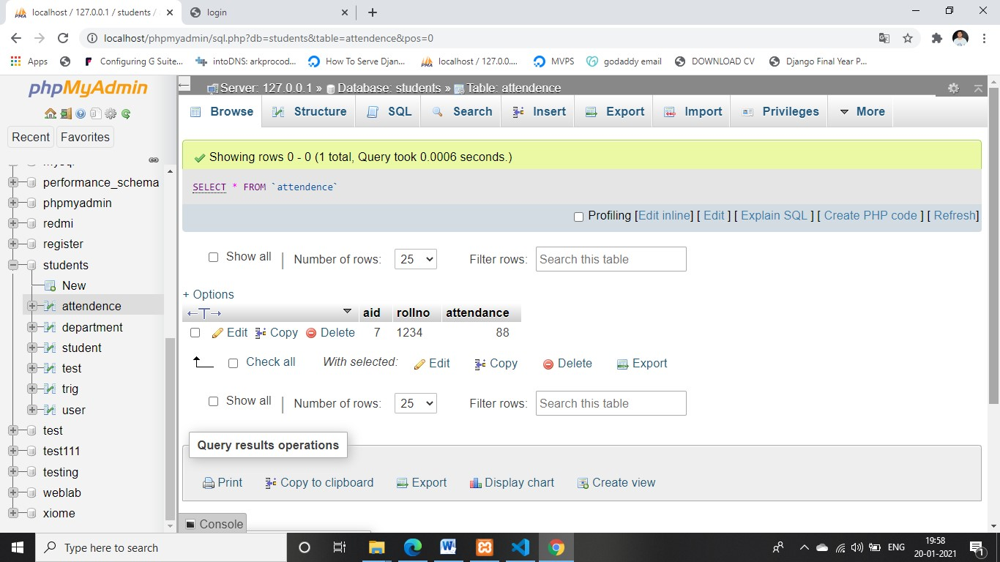 localhost / 127.0.0.1 / students /
login
localhost/phpmyadmin/sql.php?db=students&table=attendence&pos=0
Apps
Configuring G Suite...
intoDNS: arkprocod...
How To Serve Djan...
localhost / 127.0.0....
MVPS
godaddy email
DOWNLOAD CV
Django Final Year P...
phpMyAdmin
Recent
Favorites
mysql
performance_schema
phpmyadmin
redmi
register
students
New
attendence
department
student
test
trig
user
test
test111
testing
weblab
xiome
Server: 127.0.0.1 » Database: students » Table: attendence
Browse Structure SQL Search Insert Export Import Privileges More
Showing rows 0 - 0 (1 total, Query took 0.0006 seconds.)
SELECT * FROM `attendence`
Profiling [Edit inline] [ Edit ] [ Explain SQL ] [ Create PHP code ] [ Refresh]
Show all | Number of rows: 25 Filter rows: Search this table
+ Options
←T→ aid rollno attendance
Edit Copy Delete 7 1234 88
Check all With selected: Edit Copy Delete Export
Show all | Number of rows: 25 Filter rows: Search this table
Query results operations
Print Copy to clipboard Export Display chart Create view
Console
Type here to search
ENG
19:58
20-01-2021
1